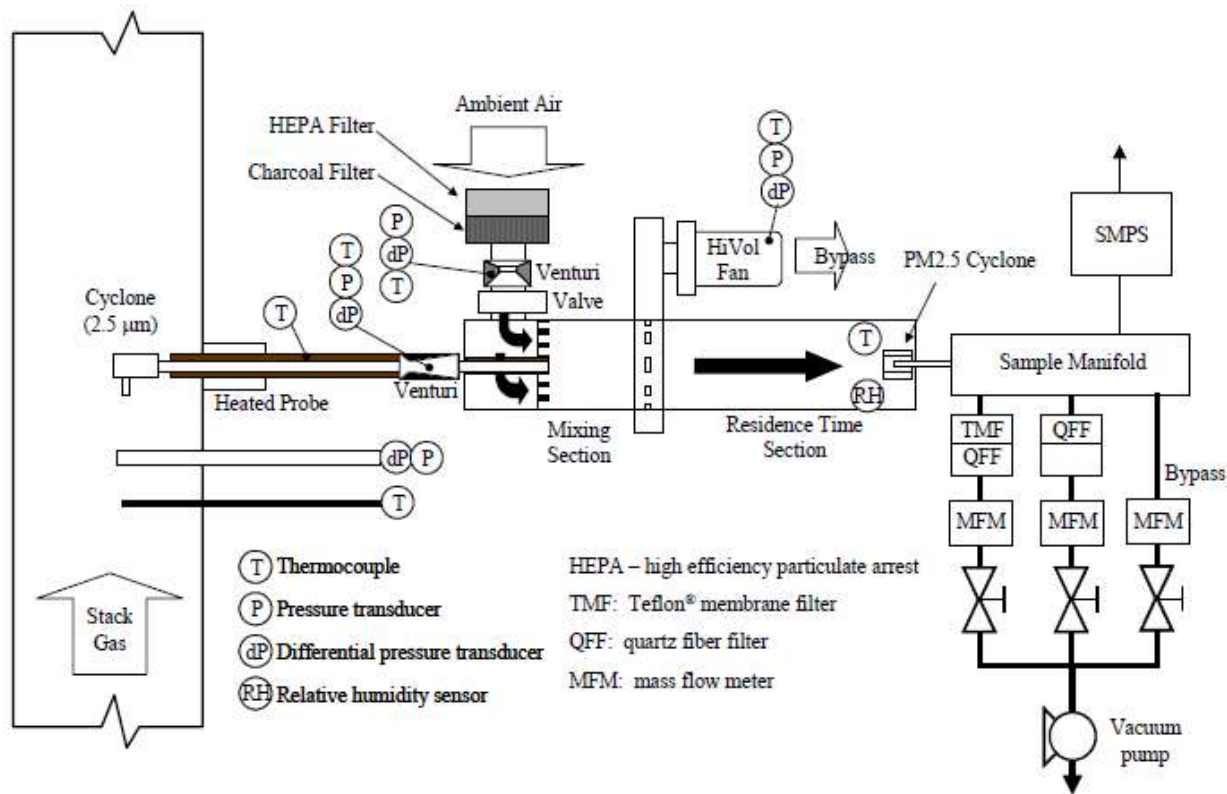 Ambient Air
HEPA Filter
Charcoal Filter
P
dP
T
Venturi
Valve
T
P
dP
T
P
dP
HiVol
Fan
Bypass
PM2.5 Cyclone
SMPS
Cyclone
(2.5 μm)
T
Heated Probe
Venturi
T
RH
Mixing
Section
Residence Time
Section
Sample Manifold
dP P
T
TMF
QFF
QFF
Bypass
MFM
MFM
MFM
Stack
Gas
T Thermocouple
P Pressure transducer
dP Differential pressure transducer
RH Relative humidity sensor
HEPA – high efficiency particulate arrest
TMF: Teflon® membrane filter
QFF: quartz fiber filter
MFM: mass flow meter
Vacuum
pump